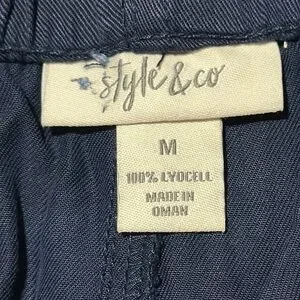 style&co
M
100% LYOCELL
MADE IN
OMAN